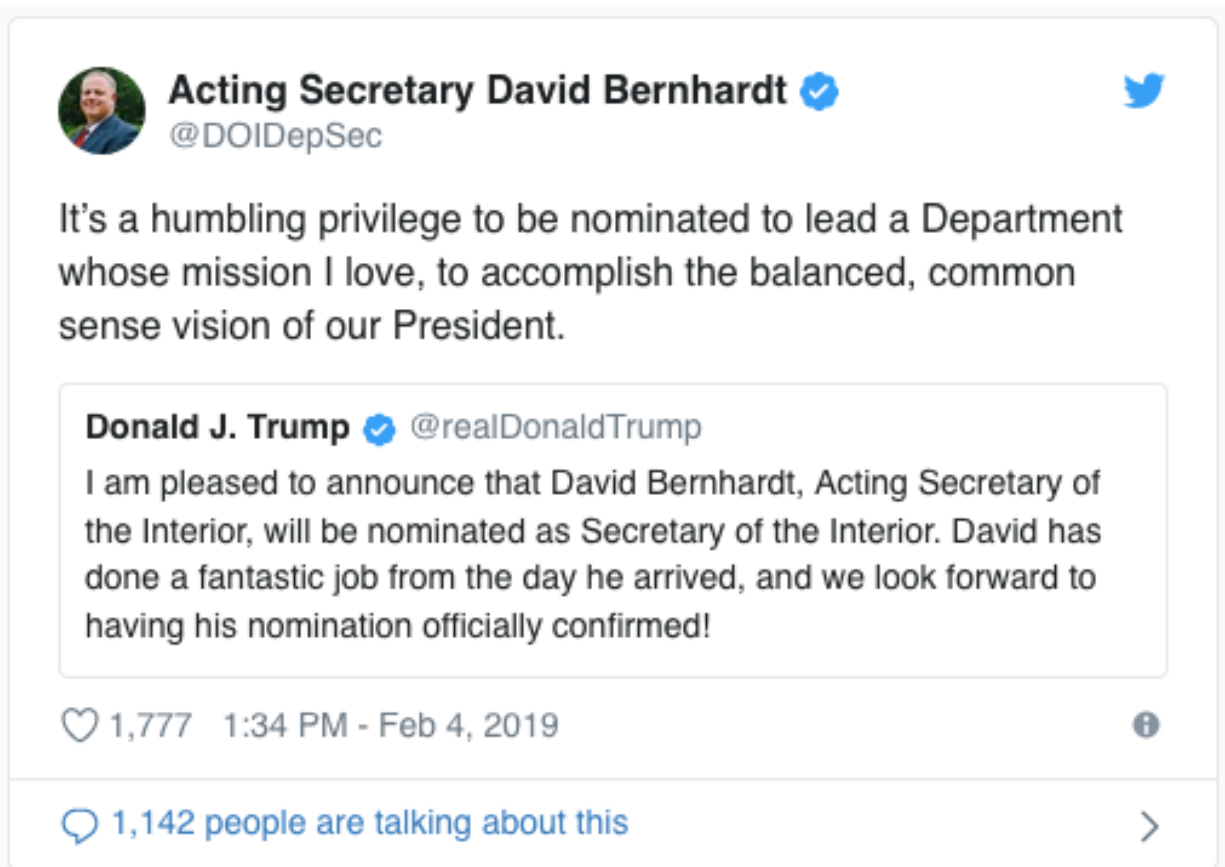 Acting Secretary David Bernhardt
@DOIDepSec
It’s a humbling privilege to be nominated to lead a Department
whose mission I love, to accomplish the balanced, common
sense vision of our President.
Donald J. Trump @realDonaldTrump
I am pleased to announce that David Bernhardt, Acting Secretary of
the Interior, will be nominated as Secretary of the Interior. David has
done a fantastic job from the day he arrived, and we look forward to
having his nomination officially confirmed!
1,777 1:34 PM - Feb 4, 2019
1,142 people are talking about this